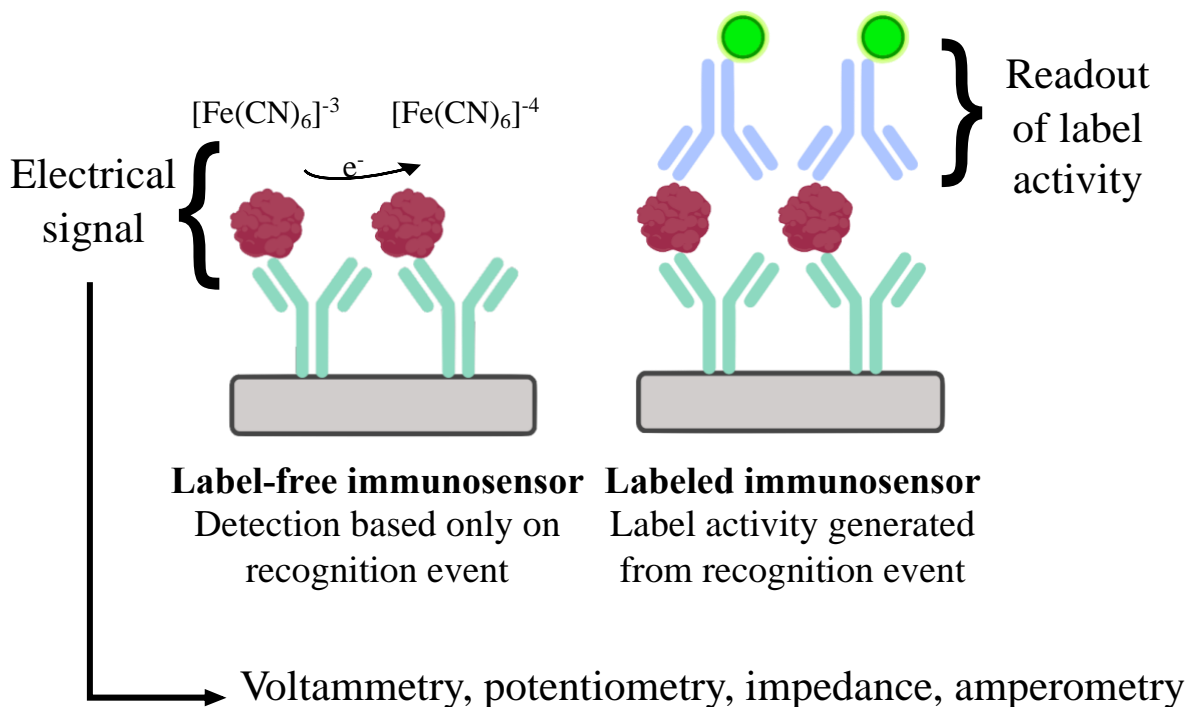 [Fe(CN)6]-3
[Fe(CN)6]-4
e-
Electrical
signal
Readout
of label
activity
Label-free immunosensor
Detection based only on
recognition event
Labeled immunosensor
Label activity generated
from recognition event
Voltammetry, potentiometry, impedance, amperometry